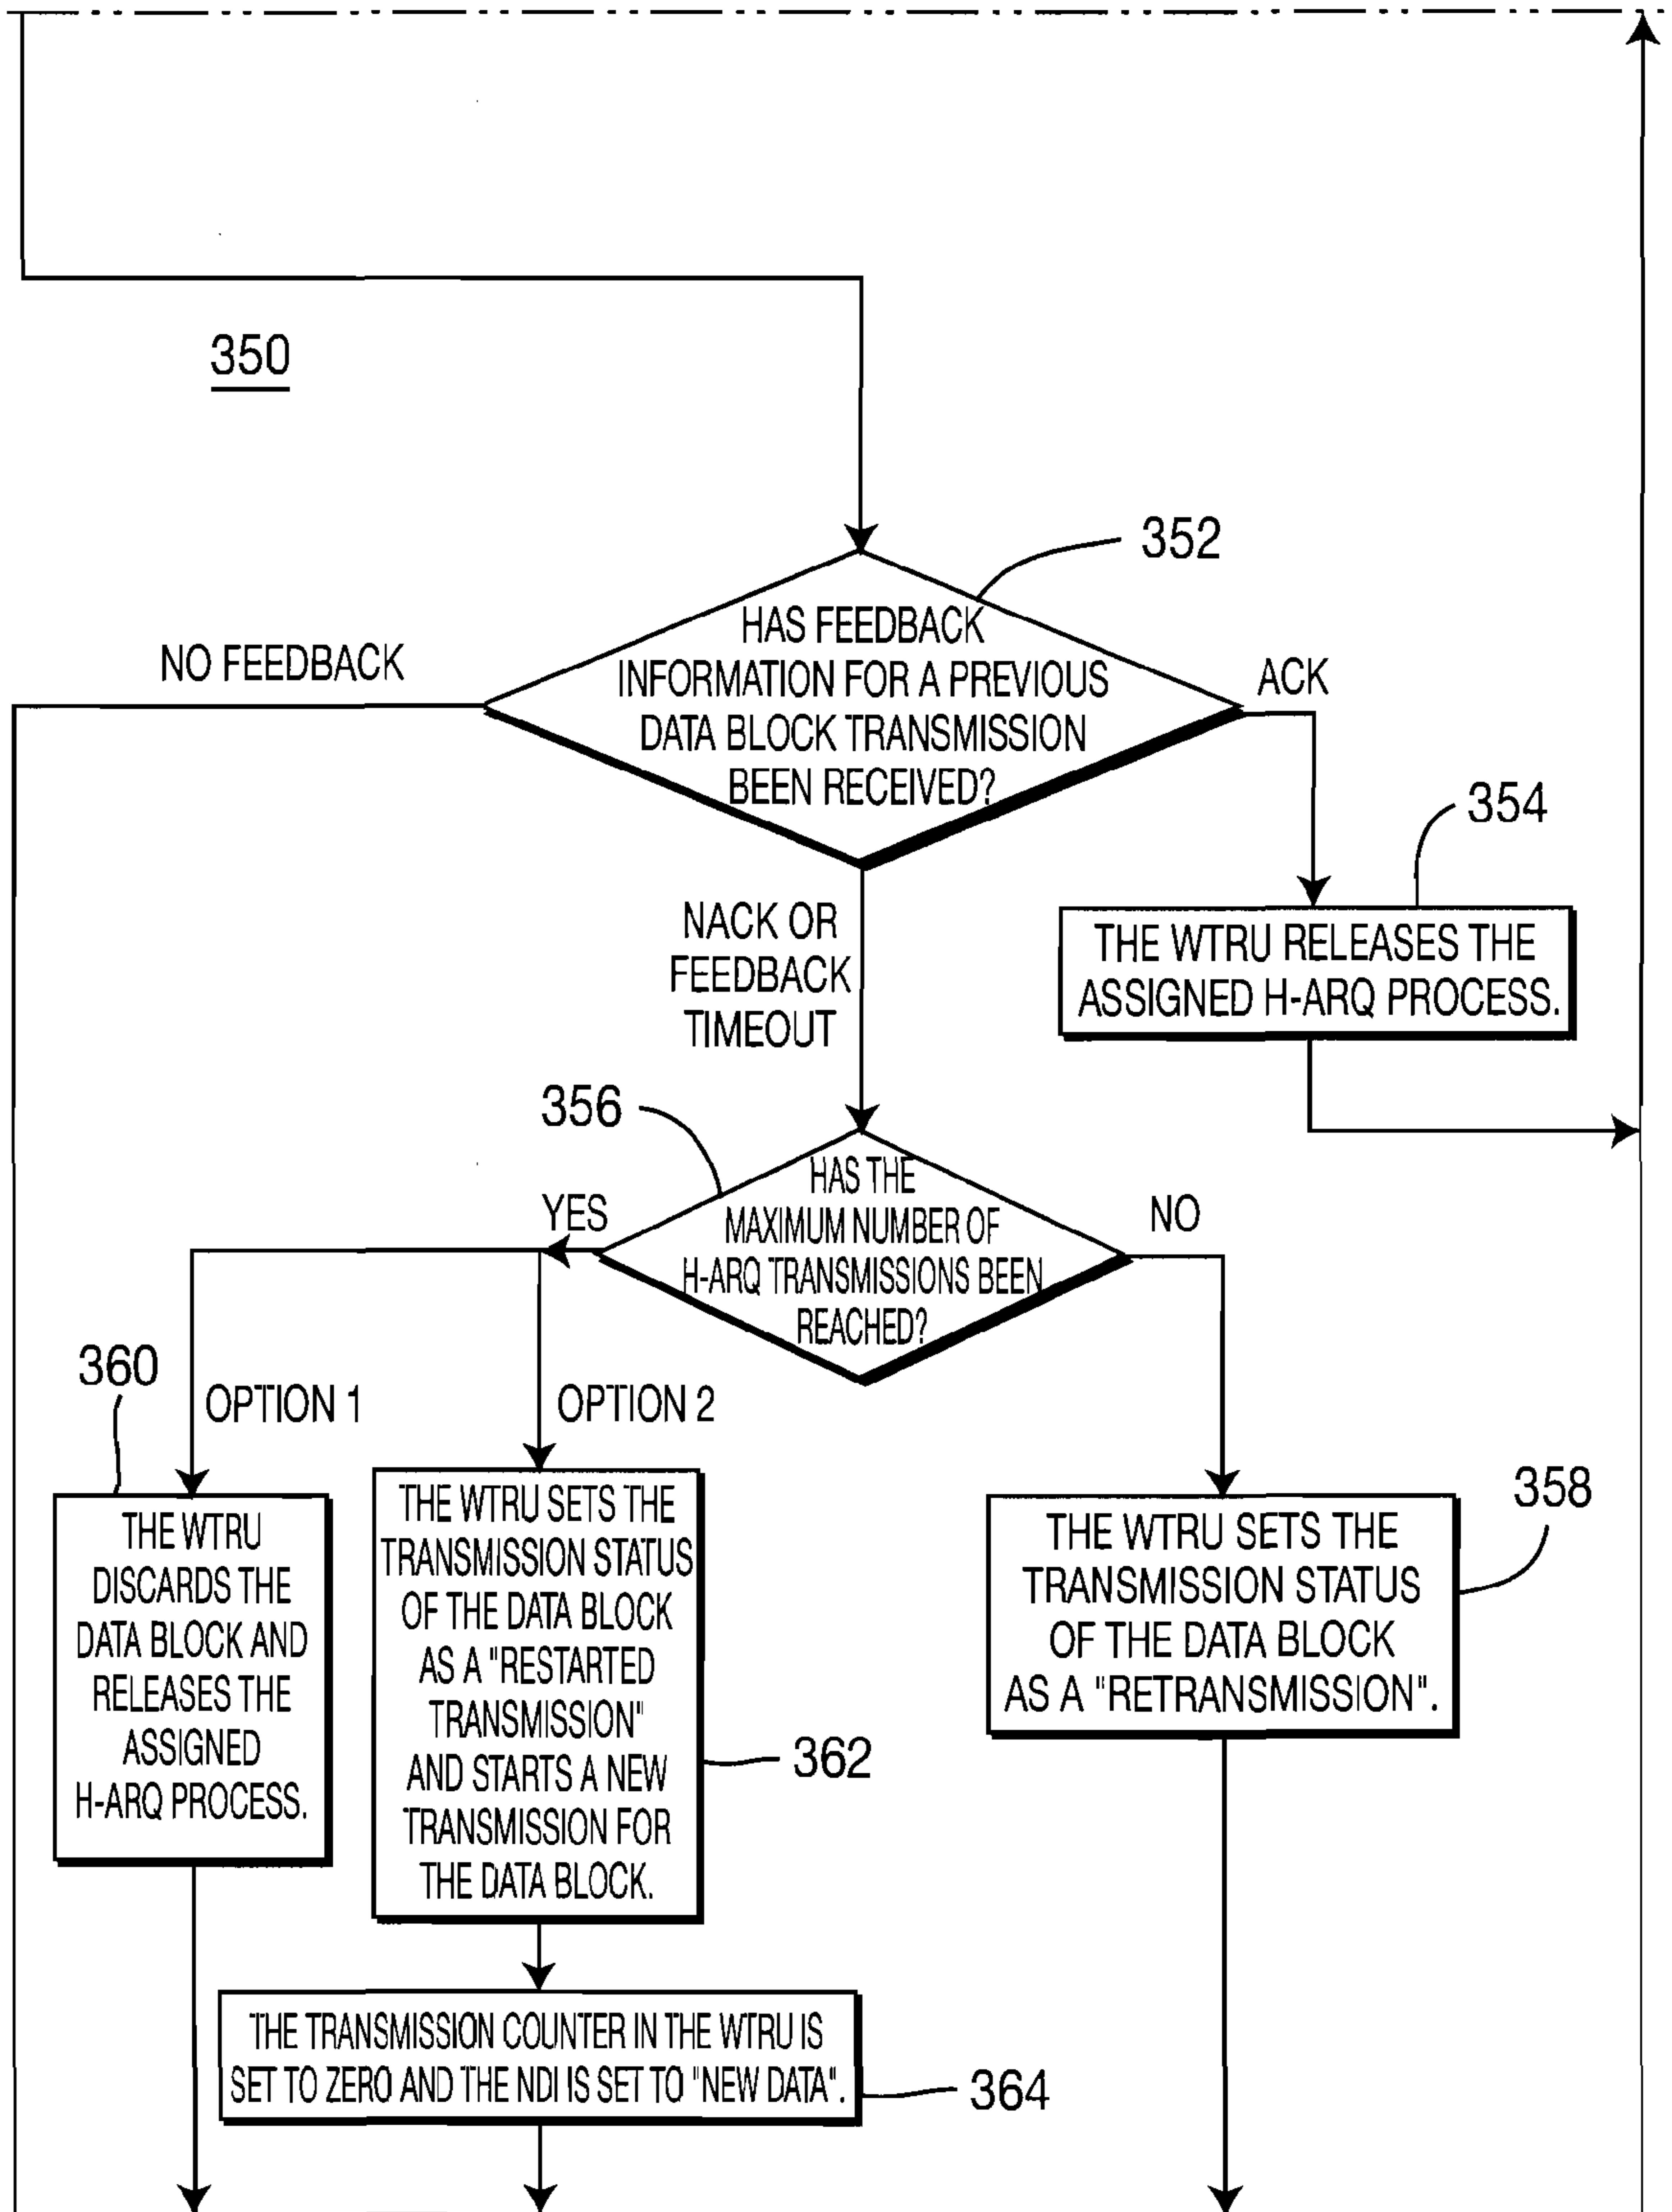 350
352
HAS FEEDBACK
INFORMATION FOR A PREVIOUS
DATA BLOCK TRANSMISSION
BEEN RECEIVED?
NO FEEDBACK
ACK
354
THE WTRU RELEASES THE
ASSIGNED H-ARQ PROCESS.
NACK OR
FEEDBACK
TIMEOUT
356
HAS THE
MAXIMUM NUMBER OF
H-ARQ TRANSMISSIONS BEEN
REACHED?
YES
NO
360
OPTION 1
OPTION 2
THE WTRU
DISCARDS THE
DATA BLOCK AND
RELEASES THE
ASSIGNED
H-ARQ PROCESS.
THE WTRU SETS THE
TRANSMISSION STATUS
OF THE DATA BLOCK
AS A "RESTARTED
TRANSMISSION"
AND STARTS A NEW
TRANSMISSION FOR
THE DATA BLOCK.
362
358
THE WTRU SETS THE
TRANSMISSION STATUS
OF THE DATA BLOCK
AS A "RETRANSMISSION".
THE TRANSMISSION COUNTER IN THE WTRU IS
SET TO ZERO AND THE NDI IS SET TO "NEW DATA".
364